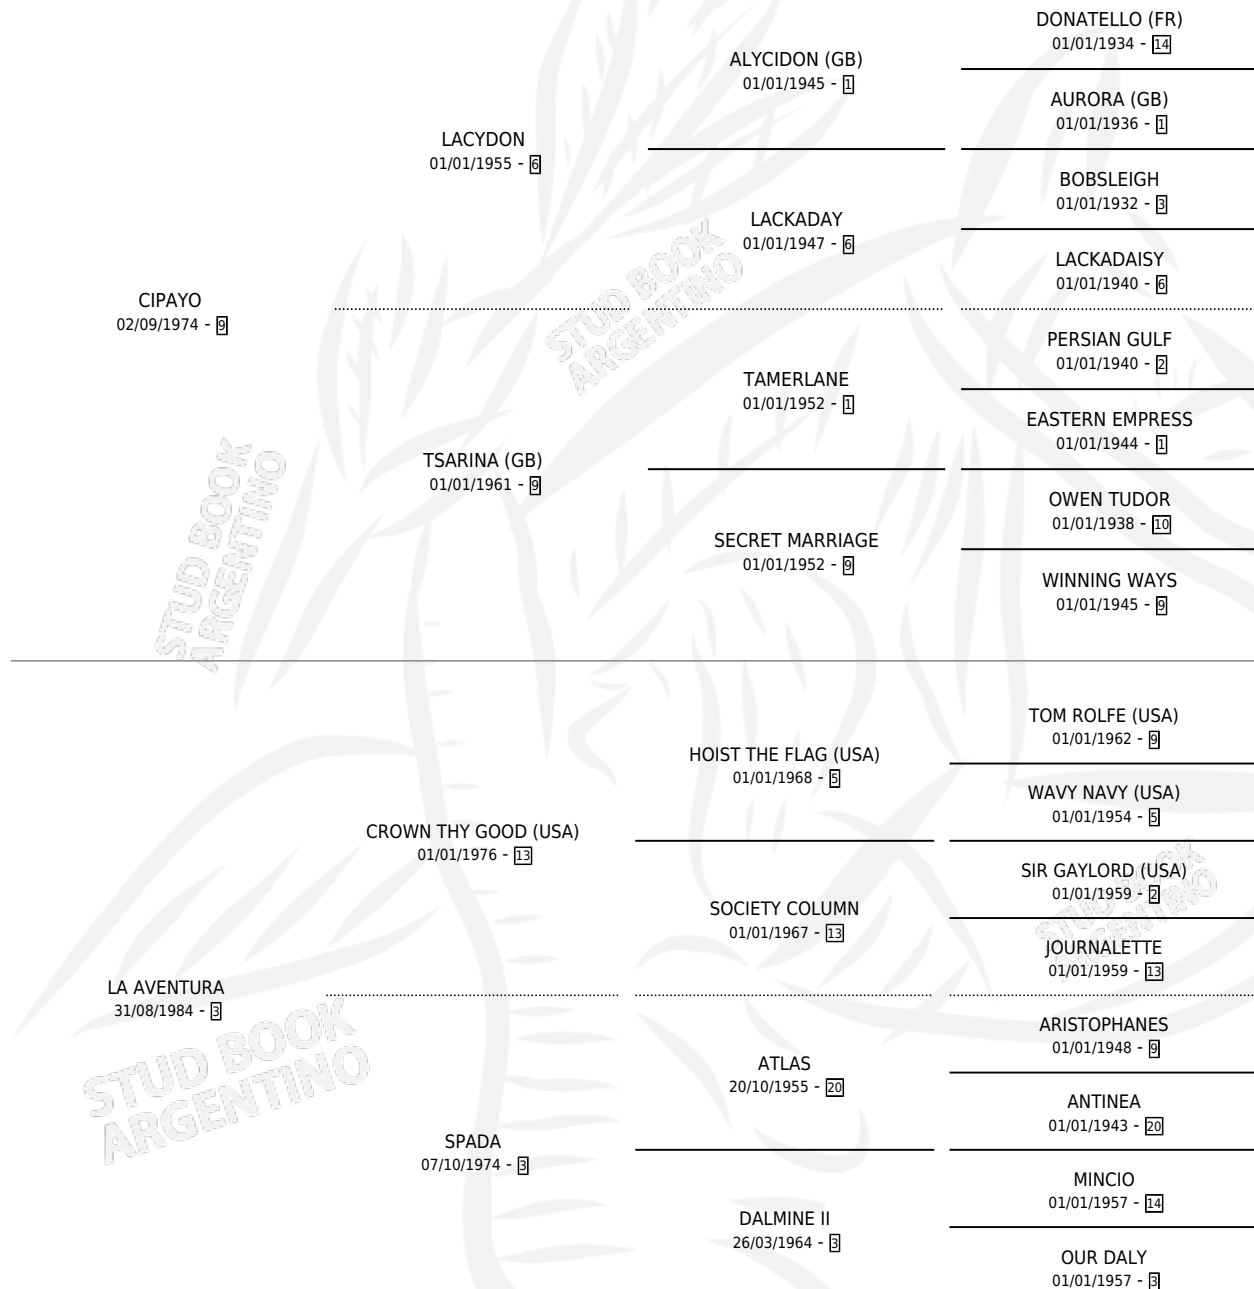 DONATELLO (FR)
01/01/1934 - 14
ALYCIDON (GB)
01/01/1945 - 1
AURORA (GB)
01/01/1936 - 1
LACYDON
01/01/1955 - 6
BOBSLEIGH
01/01/1932 - 3
LACKADAY
01/01/1947 - 6
LACKADAISY
01/01/1940 - 6
CIPAYO
02/09/1974 - 9
PERSIAN GULF
01/01/1940 - 2
TAMERLANE
01/01/1952 - 1
EASTERN EMPRESS
01/01/1944 - 1
TSARINA (GB)
01/01/1961 - 9
OWEN TUDOR
01/01/1938 - 10
SECRET MARRIAGE
01/01/1952 - 9
WINNING WAYS
01/01/1945 - 9
TOM ROLFE (USA)
01/01/1962 - 9
HOIST THE FLAG (USA)
01/01/1968 - 5
WAVY NAVY (USA)
01/01/1954 - 5
CROWN THY GOOD (USA)
01/01/1976 - 13
SIR GAYLORD (USA)
01/01/1959 - 2
SOCIETY COLUMN
01/01/1967 - 13
JOURNALETTE
01/01/1959 - 13
LA AVENTURA
31/08/1984 - 3
ARISTOPHANES
01/01/1948 - 9
ATLAS
20/10/1955 - 20
ANTINEA
01/01/1943 - 20
SPADA
07/10/1974 - 3
MINCIO
01/01/1957 - 14
DALMINE II
26/03/1964 - 3
OUR DALY
01/01/1957 - 3
STUD BOOK
ARGENTINO
STUD BOOK
ARGENTINO
STUD BOOK
ARGENTINO
STUD BOOK
ARGENTINO